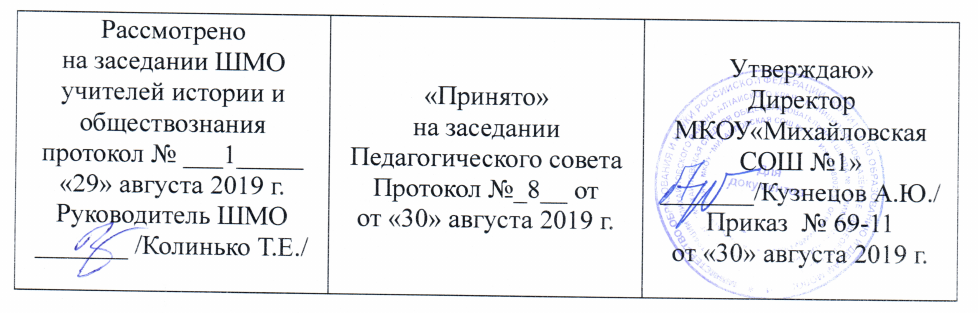 Рассмотрено
на заседании ШМО
учителей истории и
обществознания
протокол № ___1_____
«29» августа 2019 г.
Руководитель ШМО
_______ /Колинько Т.Е./
«Принято»
на заседании
Педагогического совета
Протокол №_8__ от
от «30» августа 2019 г.
Утверждаю»
Директор
МКОУ«Михайловская
СОШ №1»
_______/Кузнецов А.Ю./
Приказ № 69-11
от «30» августа 2019 г.
для
документов